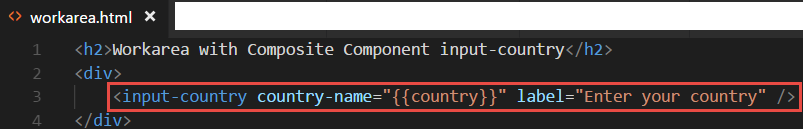 <> workarea.html ×
1 <h2>Workarea with Composite Component input-country</h2>
2 <div>
3 <input-country country-name="{{country}}" label="Enter your country" />
4 </div>